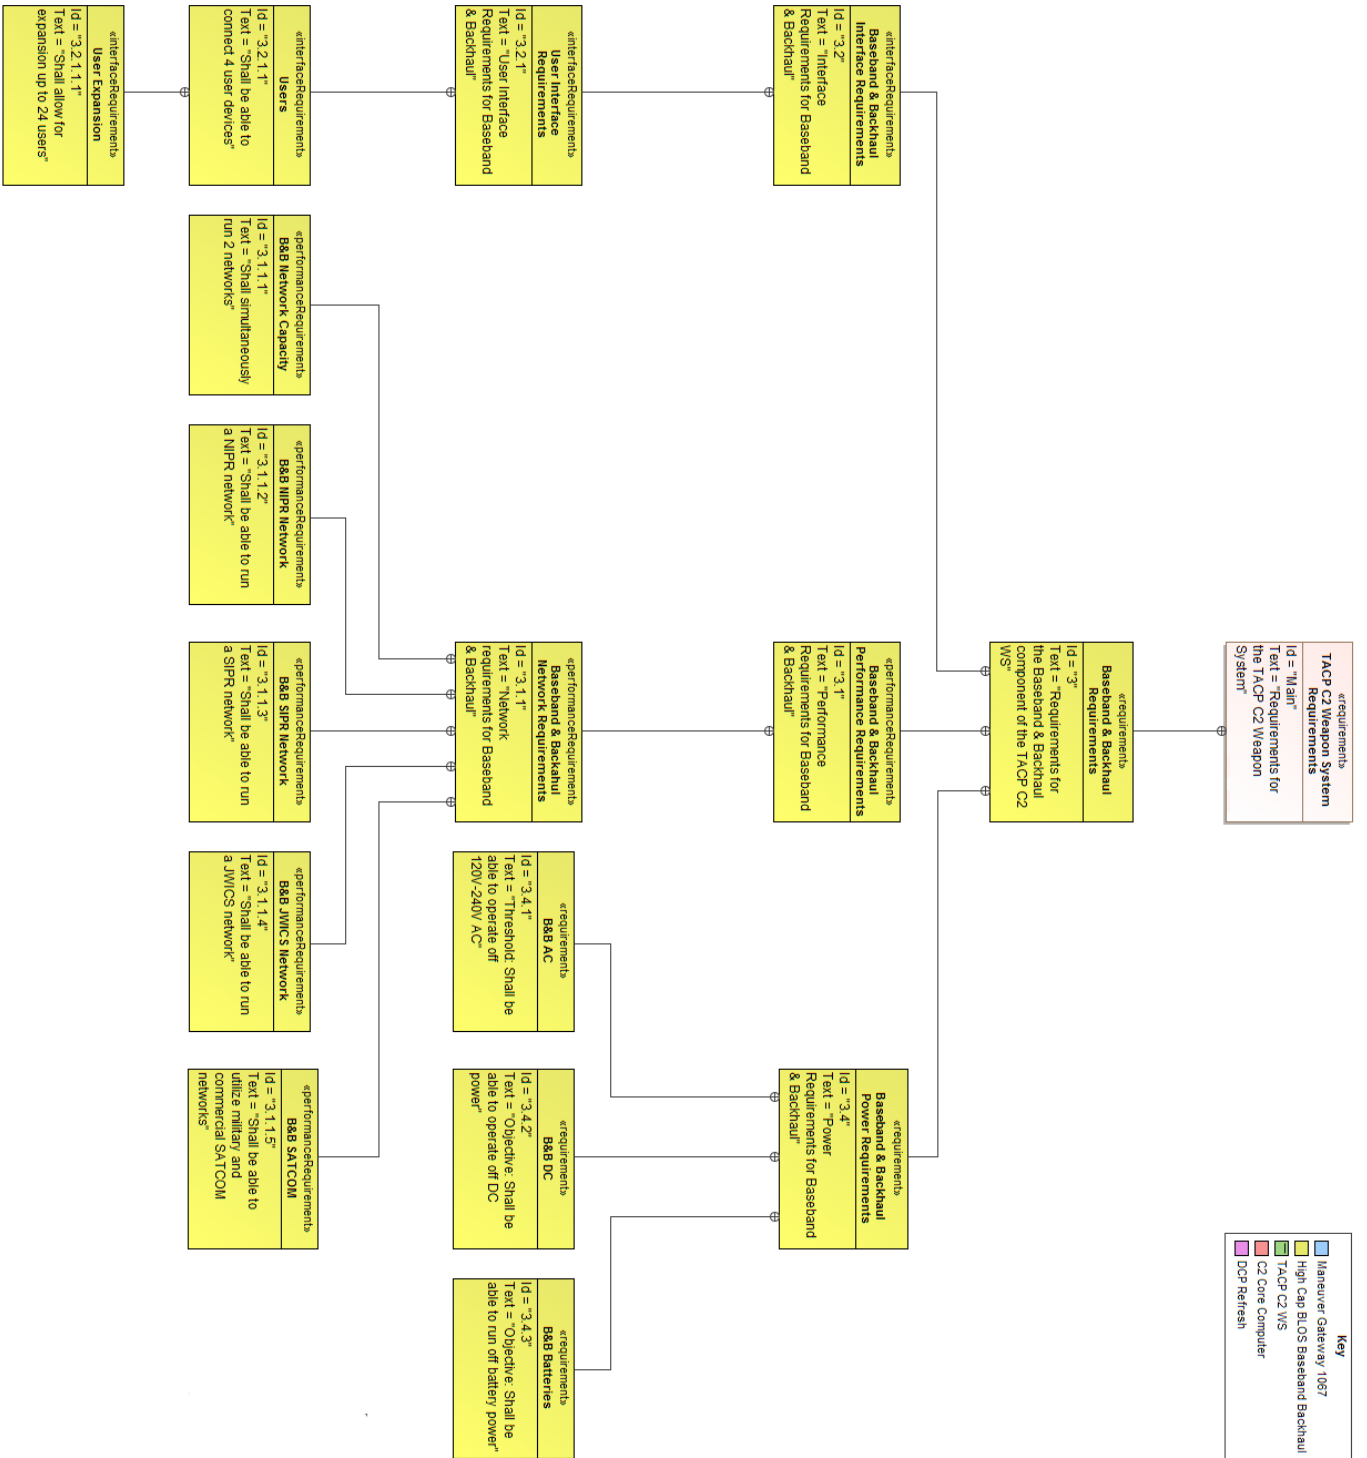 «requirement»
TACP C2 Weapon System
Requirements
Id = "Main"
Text = "Requirements for
the TACP C2 Weapon
System"
Key
Maneuver Gateway 1067
High Cap BLOS Baseband Backhaul
TACP C2 WS
C2 Core Computer
DCP Refresh
«requirement»
Baseband & Backhaul
Requirements
Id = "3"
Text = "Requirements for
the Baseband & Backhaul
component of the TACP C2
WS"
«interfaceRequirement»
Baseband & Backhaul
Interface Requirements
Id = "3.2"
Text = "Interface
Requirements for Baseband
& Backhaul"
«performanceRequirement»
Baseband & Backhaul
Performance Requirements
Id = "3.1"
Text = "Performance
Requirements for Baseband
& Backhaul"
«requirement»
Baseband & Backhaul
Power Requirements
Id = "3.4"
Text = "Power
Requirements for Baseband
& Backhaul"
«interfaceRequirement»
User Interface
Requirements
Id = "3.2.1"
Text = "User Interface
Requirements for Baseband
& Backhaul"
«performanceRequirement»
Baseband & Backahul
Network Requirements
Id = "3.1.1"
Text = "Network
requirements for Baseband
& Backhaul"
«requirement»
B&B AC
Id = "3.4.1"
Text = "Threshold: Shall be
able to operate off
120V-240V AC"
«requirement»
B&B DC
Id = "3.4.2"
Text = "Objective: Shall be
able to operate off DC
power"
«requirement»
B&B Batteries
Id = "3.4.3"
Text = "Objective: Shall be
able to run off battery power"
«interfaceRequirement»
Users
Id = "3.2.1.1"
Text = "Shall be able to
connect 4 user devices"
«performanceRequirement»
B&B Network Capacity
Id = "3.1.1.1"
Text = "Shall simultaneously
run 2 networks"
«performanceRequirement»
B&B NIPR Network
Id = "3.1.1.2"
Text = "Shall be able to run
a NIPR network"
«performanceRequirement»
B&B SIPR Network
Id = "3.1.1.3"
Text = "Shall be able to run
a SIPR network"
«performanceRequirement»
B&B JWICS Network
Id = "3.1.1.4"
Text = "Shall be able to run
a JWICS network"
«performanceRequirement»
B&B SATCOM
Id = "3.1.1.5"
Text = "Shall be able to
utilize military and
commercial SATCOM
networks"
«interfaceRequirement»
User Expansion
Id = "3.2.1.1.1"
Text = "Shall allow for
expansion up to 24 users"